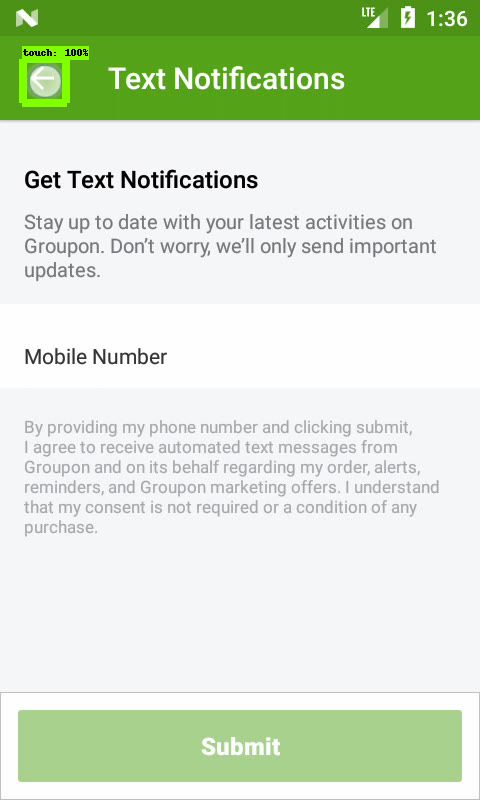 LTE 1:36
touch: 100%
Text Notifications
Get Text Notifications
Stay up to date with your latest activities on
Groupon. Don’t worry, we’ll only send important
updates.
Mobile Number
By providing my phone number and clicking submit,
I agree to receive automated text messages from
Groupon and on its behalf regarding my order, alerts,
reminders, and Groupon marketing offers. I understand
that my consent is not required or a condition of any
purchase.
Submit